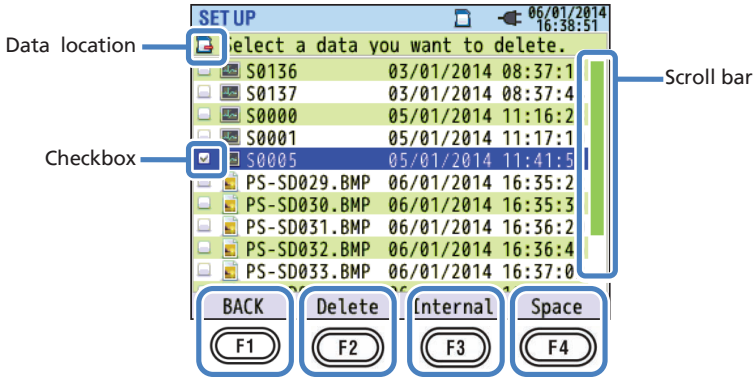 SET UP 06/01/2014
16:38:51
Data location
Select a data you want to delete.
S0136 03/01/2014 08:37:1
Scroll bar
S0137 03/01/2014 08:37:4
S0000 05/01/2014 11:16:2
S0001 05/01/2014 11:17:1
Checkbox
S0005 05/01/2014 11:41:5
PS-SD029.BMP 06/01/2014 16:35:2
PS-SD030.BMP 06/01/2014 16:35:3
PS-SD031.BMP 06/01/2014 16:36:2
PS-SD032.BMP 06/01/2014 16:36:4
PS-SD033.BMP 06/01/2014 16:37:0
BACK Delete Internal Space
F1 F2 F3 F4